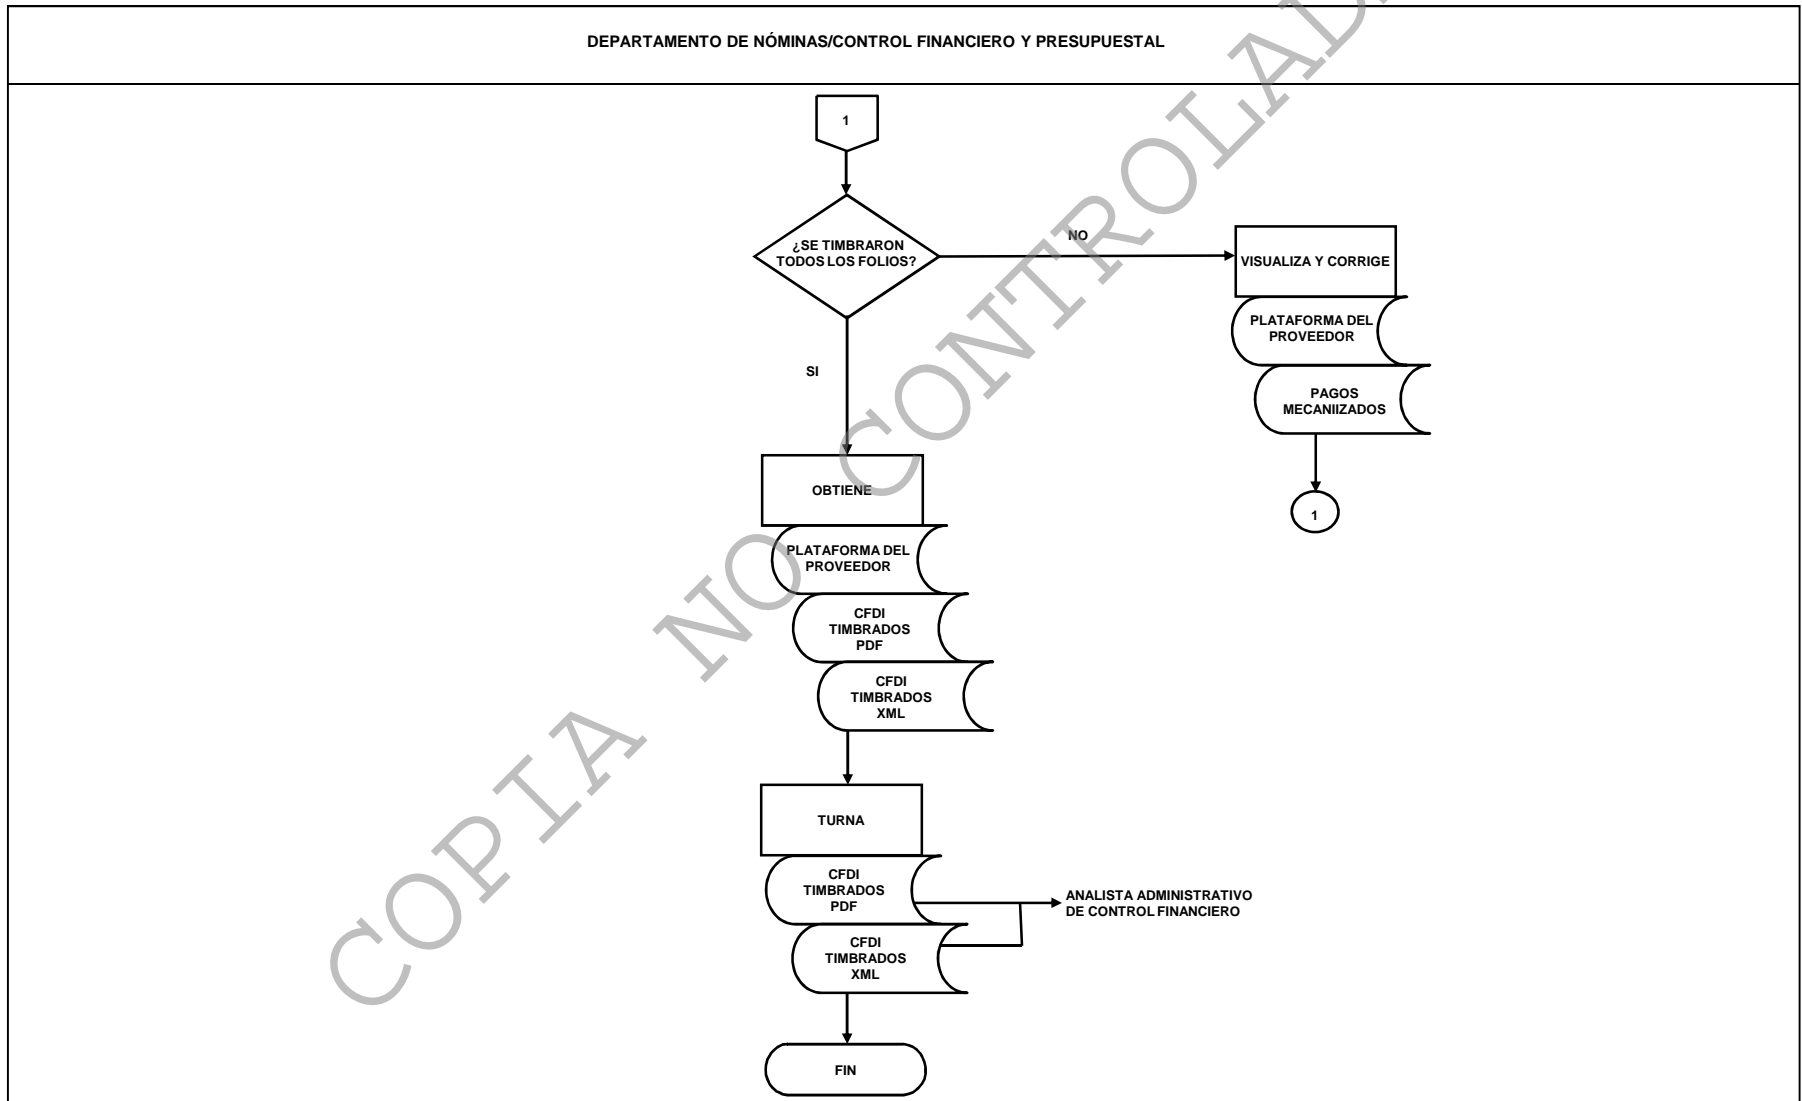 DEPARTAMENTO DE NÓMINAS/CONTROL FINANCIERO Y PRESUPUESTAL
1
¿SE TIMBRARON
TODOS LOS FOLIOS?
NO
VISUALIZA Y CORRIGE
PLATAFORMA DEL
PROVEEDOR
PAGOS
MECANIIZADOS
1
SI
OBTIENE
PLATAFORMA DEL
PROVEEDOR
CFDI
TIMBRADOS
PDF
CFDI
TIMBRADOS
XML
TURNA
CFDI
TIMBRADOS
PDF
ANALISTA ADMINISTRATIVO
DE CONTROL FINANCIERO
CFDI
TIMBRADOS
XML
FIN
COPIA NO CONTROLAD